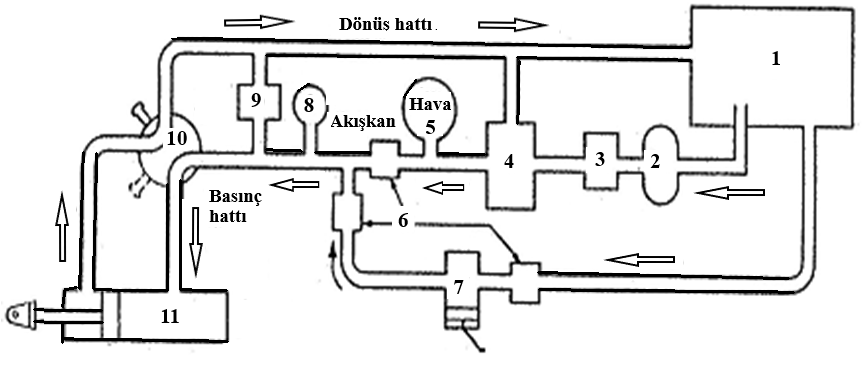 Dönüs hattı
1
9
8
Akışkan
Hava
5
10
4
3
2
Basınç
hattı
6
7
11